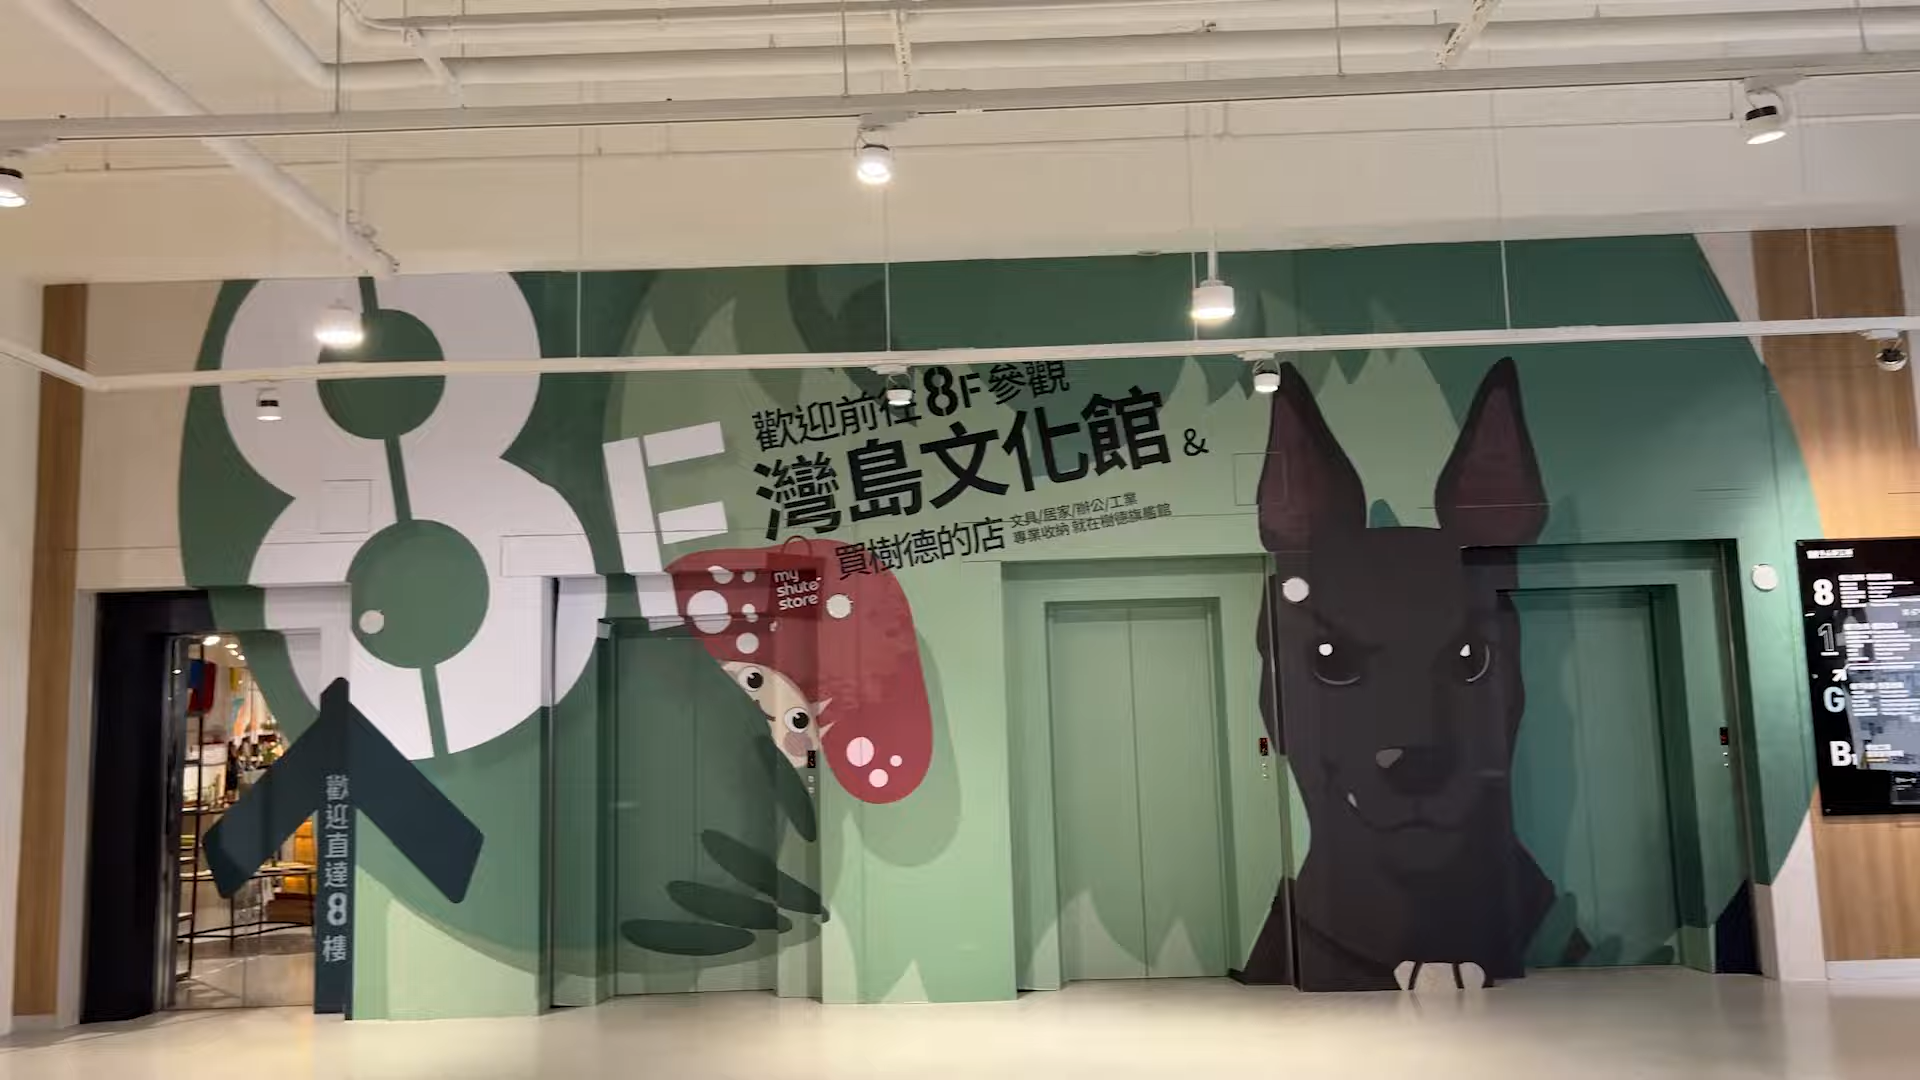 8F
歡迎前往8F參觀
灣島文化館 &
買樹德的店
文具/居家/辦公/工業
專業收納 就在樹德旗艦館
my
shute
store
歡迎直達8樓
8
1
G
B1